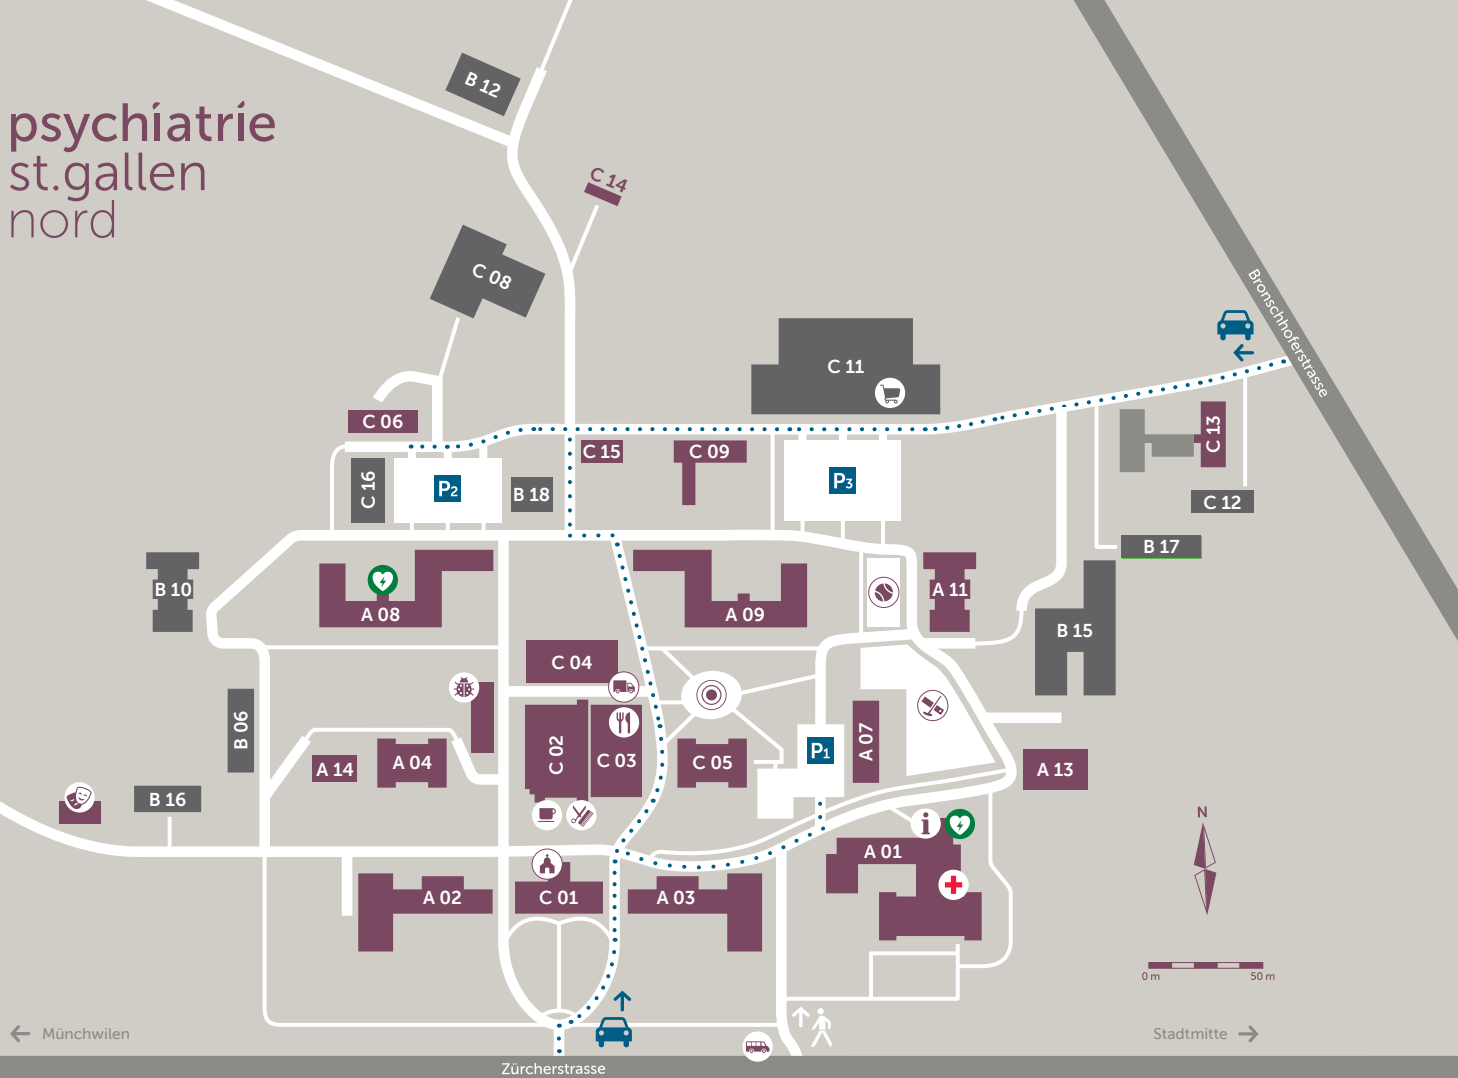 B 12
psychiatrie
st.gallen
nord
C 14
C 08
Bronschhoferstrasse
C 11
C 06
C 15
C 09
C 13
C 16
P2
B 18
P3
C 12
B 17
B 10
A 08
A 09
A 11
B 15
C 04
B 06
A 14
A 04
C 02
C 03
C 05
P1
A 07
A 13
B 16
N
i
A 01
A 02
C 01
A 03
0 m
50 m
Münchwilen
Stadtmitte
Zürcherstrasse